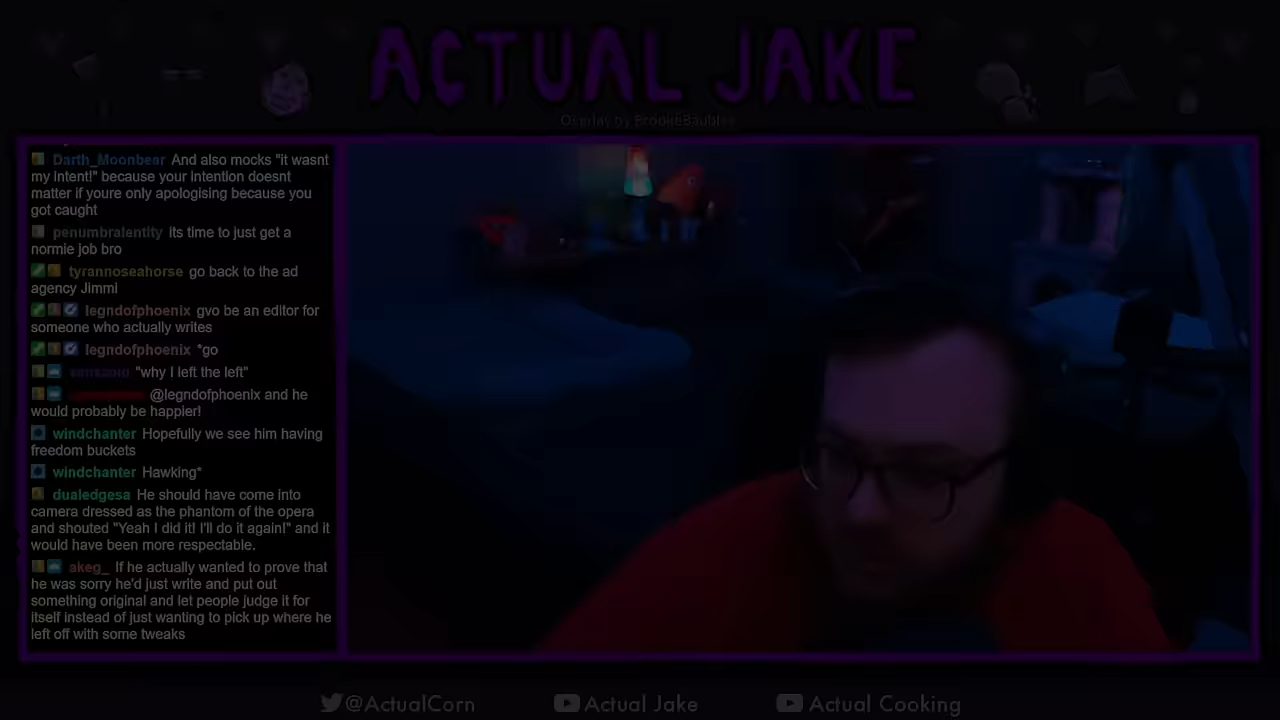 ACTUAL JAKE
Overlay by BrookeBaubles
Darth_Moonbear And also mocks "it wasnt
my intent!" because your intention doesnt
matter if youre only apologising because you
got caught
penumbralentity its time to just get a
normie job bro
tyrannoseahorse go back to the ad
agency Jimmi
legndofphoenix gvo be an editor for
someone who actually writes
legndofphoenix *go
"why I left the left"
@legndofphoenix and he
would probably be happier!
windchanter Hopefully we see him having
freedom buckets
windchanter Hawking*
dualedgesa He should have come into
camera dressed as the phantom of the opera
and shouted "Yeah I did it! I'll do it again!" and it
would have been more respectable.
akeg_ If he actually wanted to prove that
he was sorry he'd just write and put out
something original and let people judge it for
itself instead of just wanting to pick up where he
left off with some tweaks
@ActualCorn
Actual Jake
Actual Cooking